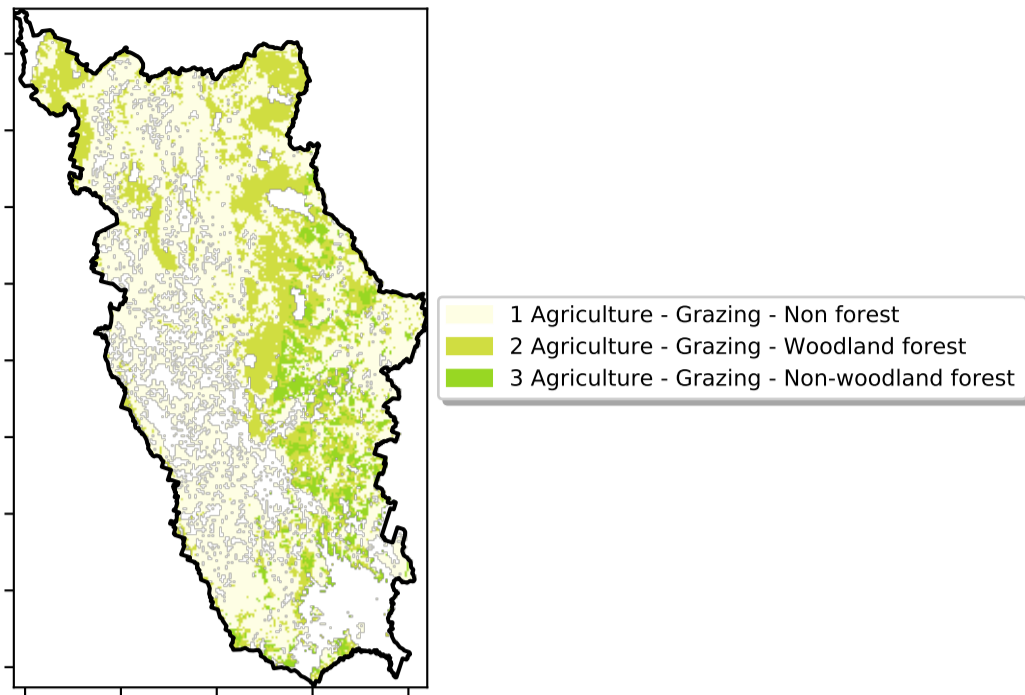 1 Agriculture - Grazing - Non forest
2 Agriculture - Grazing - Woodland forest
3 Agriculture - Grazing - Non-woodland forest